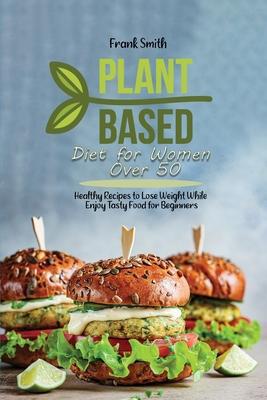 Frank Smith
PLANT
BASED
Diet for Women
Over 50
Healthy Recipes to Lose Weight While
Enjoy Tasty Food for Beginners